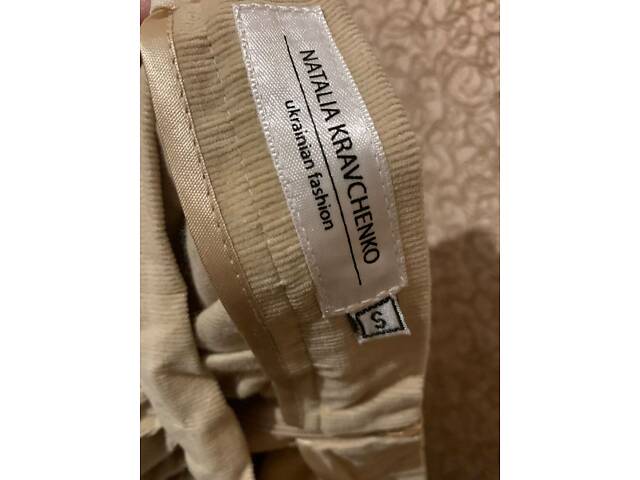 NATALIA KRAVCHENKO
ukrainian fashion
S